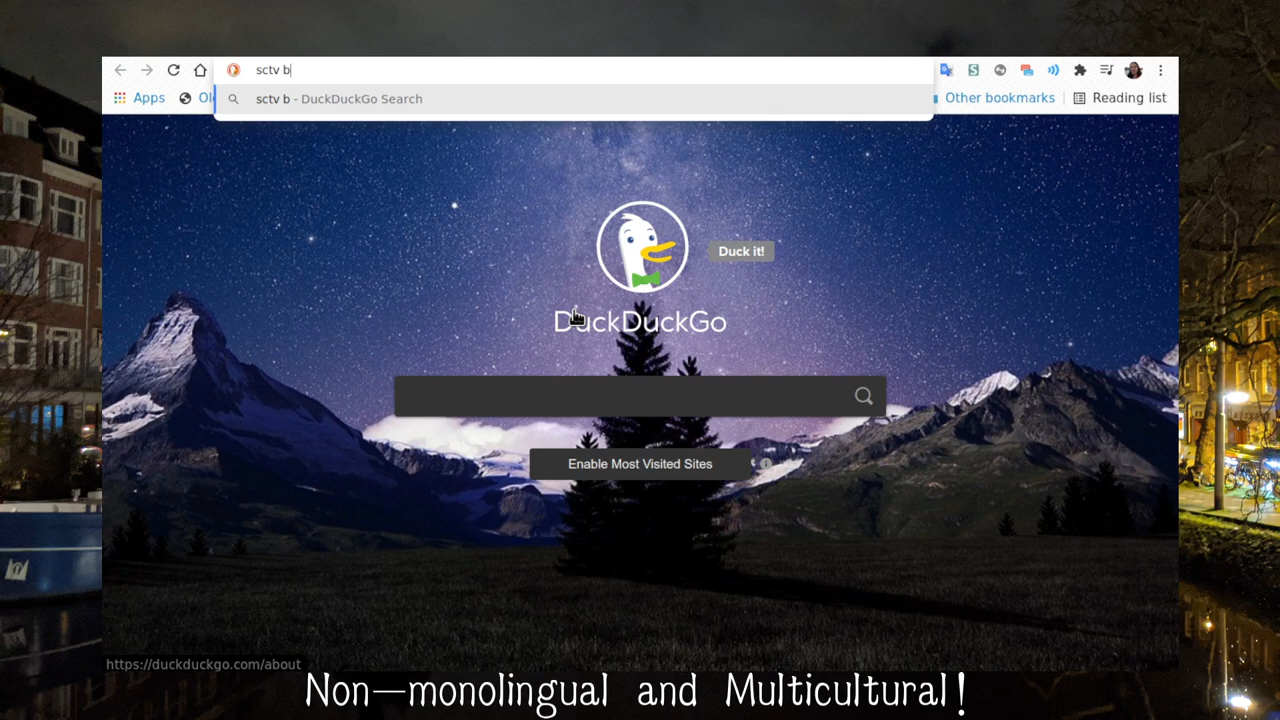 sctv b
sctv b - DuckDuckGo Search
Apps
Ol
Other bookmarks
Reading list
Duck it!
DuckDuckGo
Enable Most Visited Sites
https://duckduckgo.com/about
Non-monolingual and Multicultural!